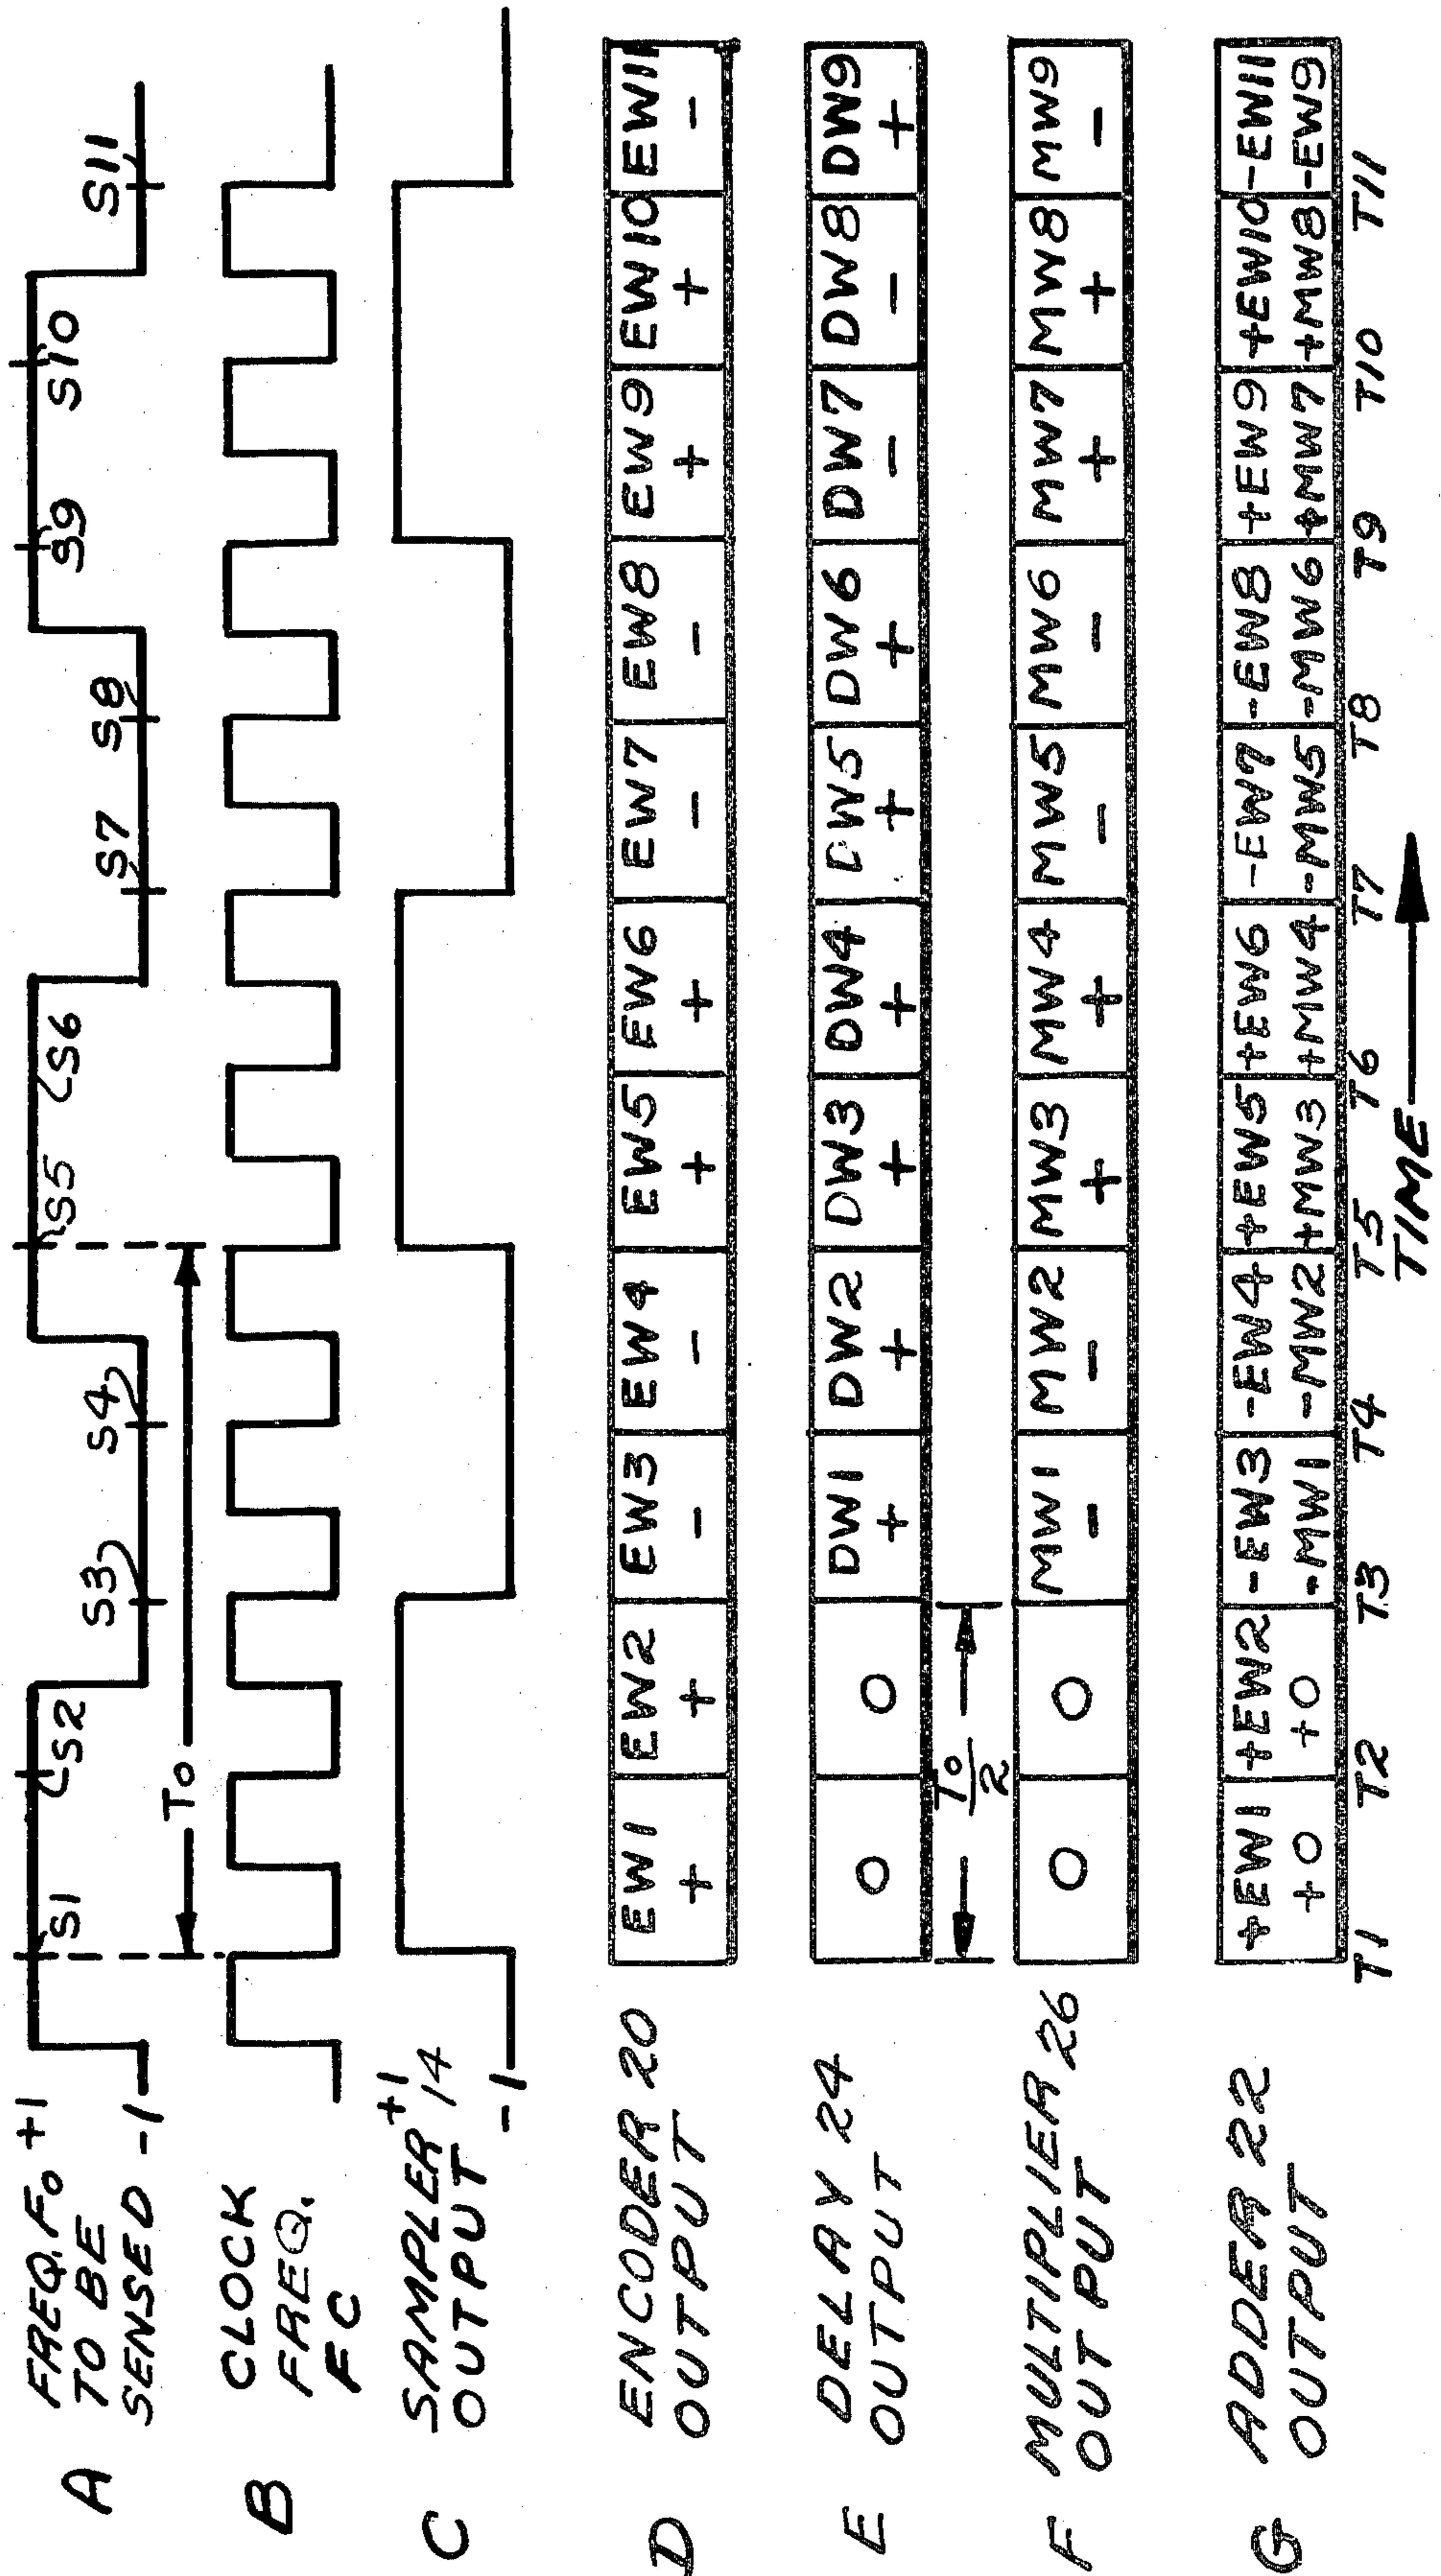 A FREQ. Fo +1
TO BE
SENSED -1
S1 S2 S3 S4 S5 S6 S7 S8 S9 S10 S11
To
B CLOCK
FREQ.
FC
C SAMPLER 14 +1
OUTPUT -1
D ENCODER 20
OUTPUT
EW1 EW2 EW3 EW4 EW5 EW6 EW7 EW8 EW9 EW10 EW11
+ + - - + + - - + + -
E DELAY 24
OUTPUT
0 0 DW1 DW2 DW3 DW4 DW5 DW6 DW7 DW8 DW9
+ + + + + + - - +
To
2
F MULTIPLIER 26
OUTPUT
0 0 MW1 MW2 MW3 MW4 MW5 MW6 MW7 MW8 MW9
- - + + - - + + -
G ADDER 22
OUTPUT
+EW1 +EW2 -EW3 -EW4 +EW5 +EW6 -EW7 -EW8 +EW9 +EW10 -EW11
+0 +0 -MW1 -MW2 +MW3 +MW4 -MW5 -MW6 +MW7 +MW8 -EW9
T1 T2 T3 T4 T5 T6 T7 T8 T9 T10 T11
TIME